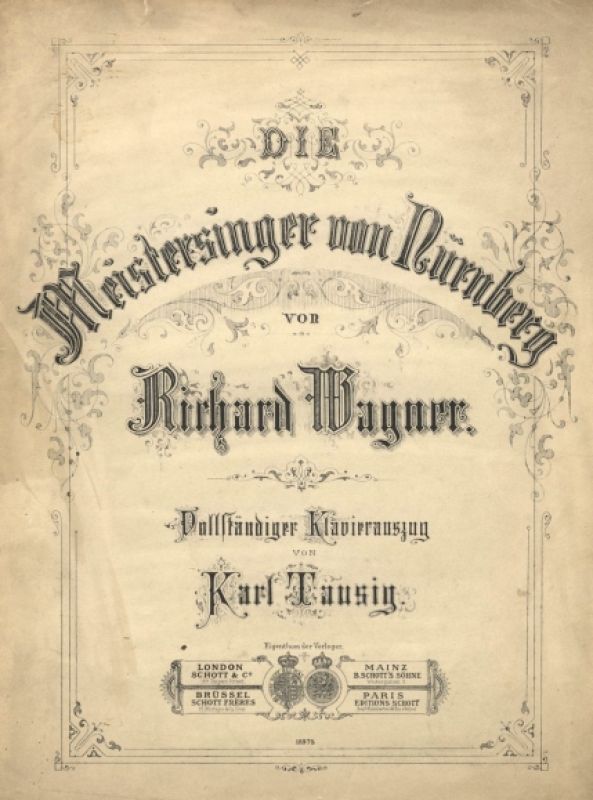 DIE
Meistersinger von Nürnberg
von
Richard Wagner.
Vollständiger Klavierauszug
VON
Karl Tausig.
Eigenthum der Verleger.
LONDON
SCHOTT & Co
BRÜSSEL
SCHOTT FRÈRES
MAINZ
B. SCHOTT'S SÖHNE
PARIS
EDITIONS SCHOTT